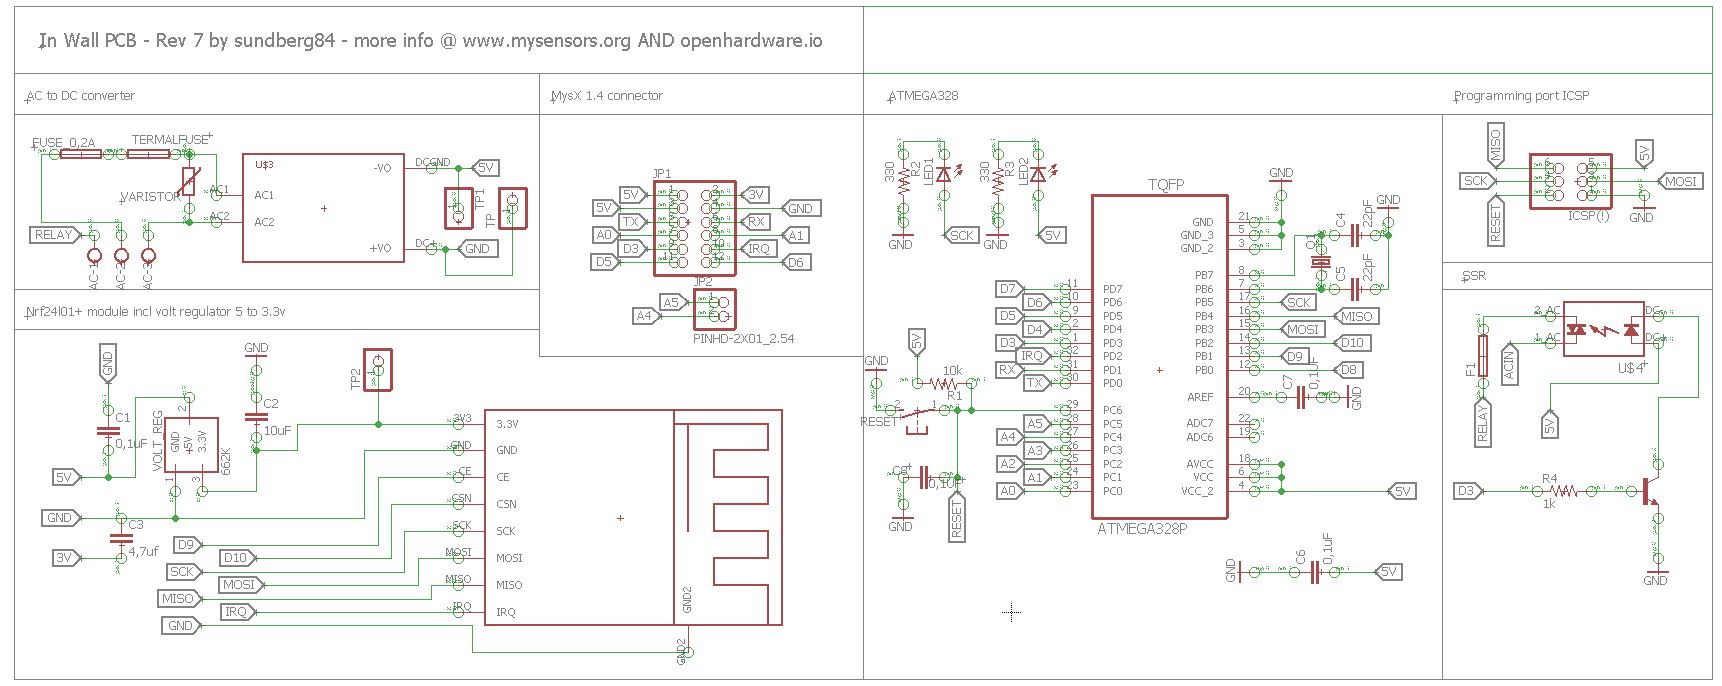 In Wall PCB - Rev 7 by sundberg84 - more info @ www.mysensors.org AND openhardware.io
AC to DC converter
FUSE_0,2A
TERMALFUSE
VARISTOR
RELAY
AC-1
AC-2
AC-3
AC1
AC2
U$3
AC1
AC2
-VO
+VO
DCGND
DC+
5V
GND
TP1
TP
MysX 1.4 connector
JP1
5V
5V
TX
A0
D3
D5
3V
GND
RX
A1
IRQ
D6
JP2
A5
A4
PINHD-2X01_2.54
Nrf24l01+ module incl volt regulator 5 to 3.3v
GND
C1
0,1uF
VOLT_REG
GND
+5V
3.3V
662K
1
2
3
GND
C2
10uF
TP2
5V
GND
C3
4,7uf
3V
D9
D10
SCK
MOSI
MISO
IRQ
GND
3V3
GND
CE
CSN
SCK
MOSI
MISO
IRQ
3.3V
GND
CE
CSN
SCK
MOSI
MISO
IRQ
GND2
GND2
ATMEGA328
330
R2
LED1
GND
SCK
330
R3
LED2
GND
5V
TQFP
D7
D6
D5
D4
D3
IRQ
RX
TX
11
10
9
2
1
32
31
30
PD7
PD6
PD5
PD4
PD3
PD2
PD1
PD0
GND
5V
10k
R1
RESET
2
1
29
28
27
26
25
24
23
PC6
PC5
PC4
PC3
PC2
PC1
PC0
A5
A4
A3
A2
A1
A0
0,1uF
GND
RESET
GND
GND_3
GND_2
PB7
PB6
PB5
PB4
PB3
PB2
PB1
PB0
AREF
ADC7
ADC6
AVCC
VCC
VCC_2
21
5
3
8
7
17
16
15
14
13
12
20
22
19
18
6
4
GND
Q1
C4
22pF
C5
22pF
GND
SCK
MISO
MOSI
D10
D9
D8
C7
0,1uF
GND
5V
ATMEGA328P
GND
C6
0,1uF
5V
Programming port ICSP
MISO
SCK
RESET
5V
MOSI
GND
ICSP(!)
SSR
2
AC
1
AC
DC+
DC-
U$4
F1
RELAY
ACIN
5V
D3
R4
1k
GND